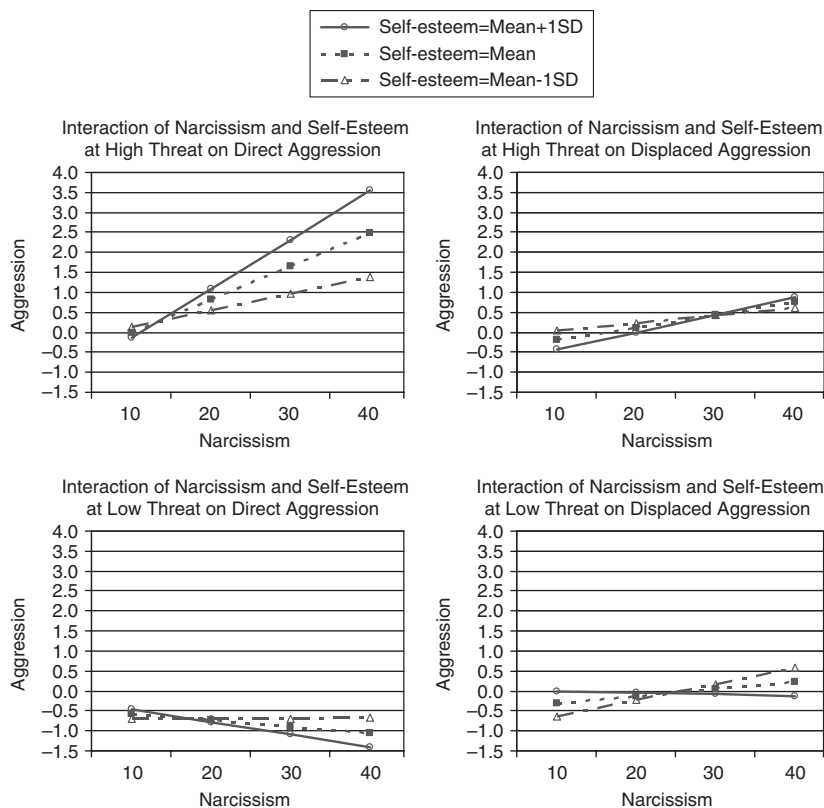 Self-esteem=Mean+1SD
Self-esteem=Mean
Self-esteem=Mean-1SD
Interaction of Narcissism and Self-Esteem
at High Threat on Direct Aggression
4.0
3.5
3.0
2.5
2.0
1.5
1.0
0.5
0.0
−0.5
−1.0
−1.5
Aggression
10 20 30 40
Narcissism
Interaction of Narcissism and Self-Esteem
at High Threat on Displaced Aggression
4.0
3.5
3.0
2.5
2.0
1.5
1.0
0.5
0.0
−0.5
−1.0
−1.5
Aggression
10 20 30 40
Narcissism
Interaction of Narcissism and Self-Esteem
at Low Threat on Direct Aggression
4.0
3.5
3.0
2.5
2.0
1.5
1.0
0.5
0.0
−0.5
−1.0
−1.5
Aggression
10 20 30 40
Narcissism
Interaction of Narcissism and Self-Esteem
at Low Threat on Displaced Aggression
4.0
3.5
3.0
2.5
2.0
1.5
1.0
0.5
0.0
−0.5
−1.0
−1.5
Aggression
10 20 30 40
Narcissism